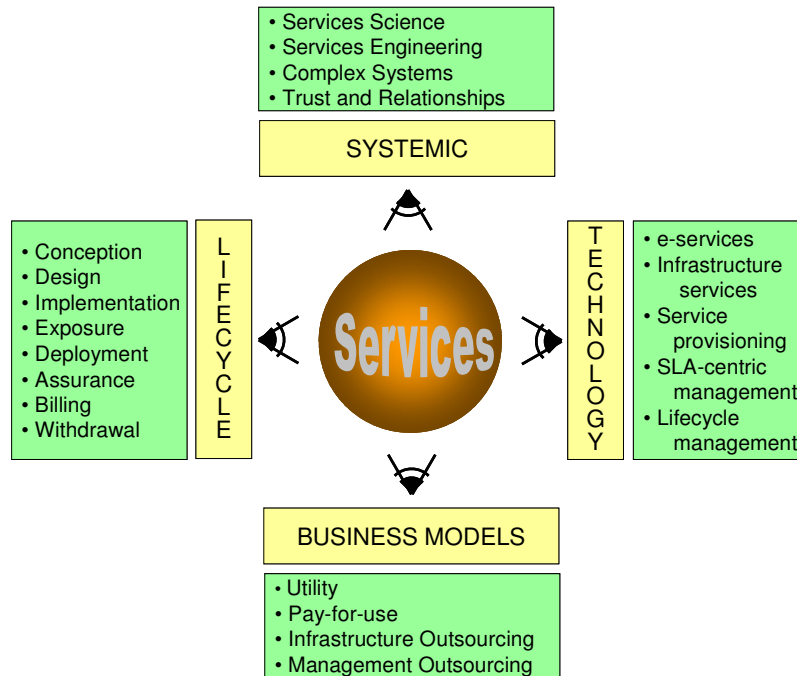 • Services Science
• Services Engineering
• Complex Systems
• Trust and Relationships
SYSTEMIC
• Conception
• Design
• Implementation
• Exposure
• Deployment
• Assurance
• Billing
• Withdrawal
LIFECYCLE
Services
TECHNOLOGY
• e-services
• Infrastructure
services
• Service
provisioning
• SLA-centric
management
• Lifecycle
management
BUSINESS MODELS
• Utility
• Pay-for-use
• Infrastructure Outsourcing
• Management Outsourcing